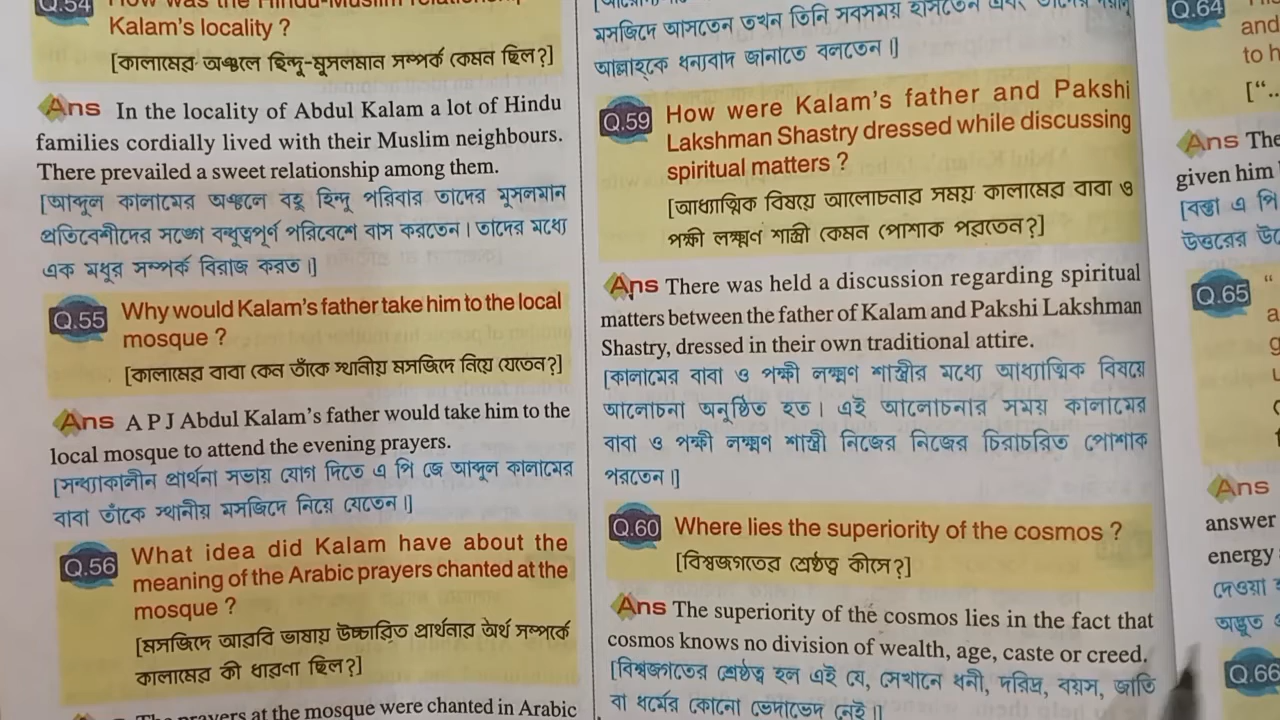 Q.54 How was the Hindu-Muslim relationship
Kalam's locality ?
[কালামের অঞ্চলে হিন্দু-মুসলমান সম্পর্ক কেমন ছিল?]
Ans In the locality of Abdul Kalam a lot of Hindu
families cordially lived with their Muslim neighbours.
There prevailed a sweet relationship among them.
[আব্দুল কালামের অঞ্চলে বহু হিন্দু পরিবার তাদের মুসলমান
প্রতিবেশীদের সঙ্গে বন্ধুত্বপূর্ণ পরিবেশে বাস করতেন। তাদের মধ্যে
এক মধুর সম্পর্ক বিরাজ করত।]
Q.55 Why would Kalam's father take him to the local
mosque ?
[কালামের বাবা কেন তাঁকে স্থানীয় মসজিদে নিয়ে যেতেন?]
Ans A P J Abdul Kalam's father would take him to the
local mosque to attend the evening prayers.
[সন্ধ্যাকালীন প্রার্থনা সভায় যোগ দিতে এ পি জে আব্দুল কালামের
বাবা তাঁকে স্থানীয় মসজিদে নিয়ে যেতেন।]
Q.56 What idea did Kalam have about the
meaning of the Arabic prayers chanted at the
mosque ?
[মসজিদে আরবি ভাষায় উচ্চারিত প্রার্থনার অর্থ সম্পর্কে
কালামের কী ধারণা ছিল?]
prayers at the mosque were chanted in Arabic
মসজিদে আসতেন তখন তিনি সবসময় হাসতেন এবং তাদের
আল্লাহ্‌কে ধন্যবাদ জানাতে বলতেন।]
Q.59 How were Kalam's father and Pakshi
Lakshman Shastry dressed while discussing
spiritual matters ?
[আধ্যাত্মিক বিষয়ে আলোচনার সময় কালামের বাবা ও
পক্ষী লক্ষ্মণ শাস্ত্রী কেমন পোশাক পরতেন?]
Ans There was held a discussion regarding spiritual
matters between the father of Kalam and Pakshi Lakshman
Shastry, dressed in their own traditional attire.
[কালামের বাবা ও পক্ষী লক্ষ্মণ শাস্ত্রীর মধ্যে আধ্যাত্মিক বিষয়ে
আলোচনা অনুষ্ঠিত হত। এই আলোচনার সময় কালামের
বাবা ও পক্ষী লক্ষ্মণ শাস্ত্রী নিজের নিজের চিরাচরিত পোশাক
পরতেন।]
Q.60 Where lies the superiority of the cosmos ?
[বিশ্বজগতের শ্রেষ্ঠত্ব কীসে?]
Ans The superiority of the cosmos lies in the fact that
cosmos knows no division of wealth, age, caste or creed.
[বিশ্বজগতের শ্রেষ্ঠত্ব হল এই যে, সেখানে ধনী, দরিদ্র, বয়স, জাতি
বা ধর্মের কোনো ভেদাভেদ নেই।]
Q.64
and
to h
["..
Ans The
given him
[বক্তা এ পি
উত্তরের
Q.65 "
a
Ans
answer
energy
দেওয়া
অদ্ভুত
Q.66